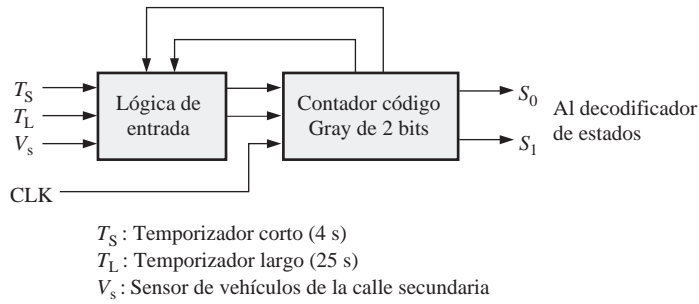 T_S
T_L
V_s
CLK
Lógica de
entrada
Contador código
Gray de 2 bits
S_0
S_1
Al decodificador
de estados
T_S : Temporizador corto (4 s)
T_L : Temporizador largo (25 s)
V_s : Sensor de vehículos de la calle secundaria